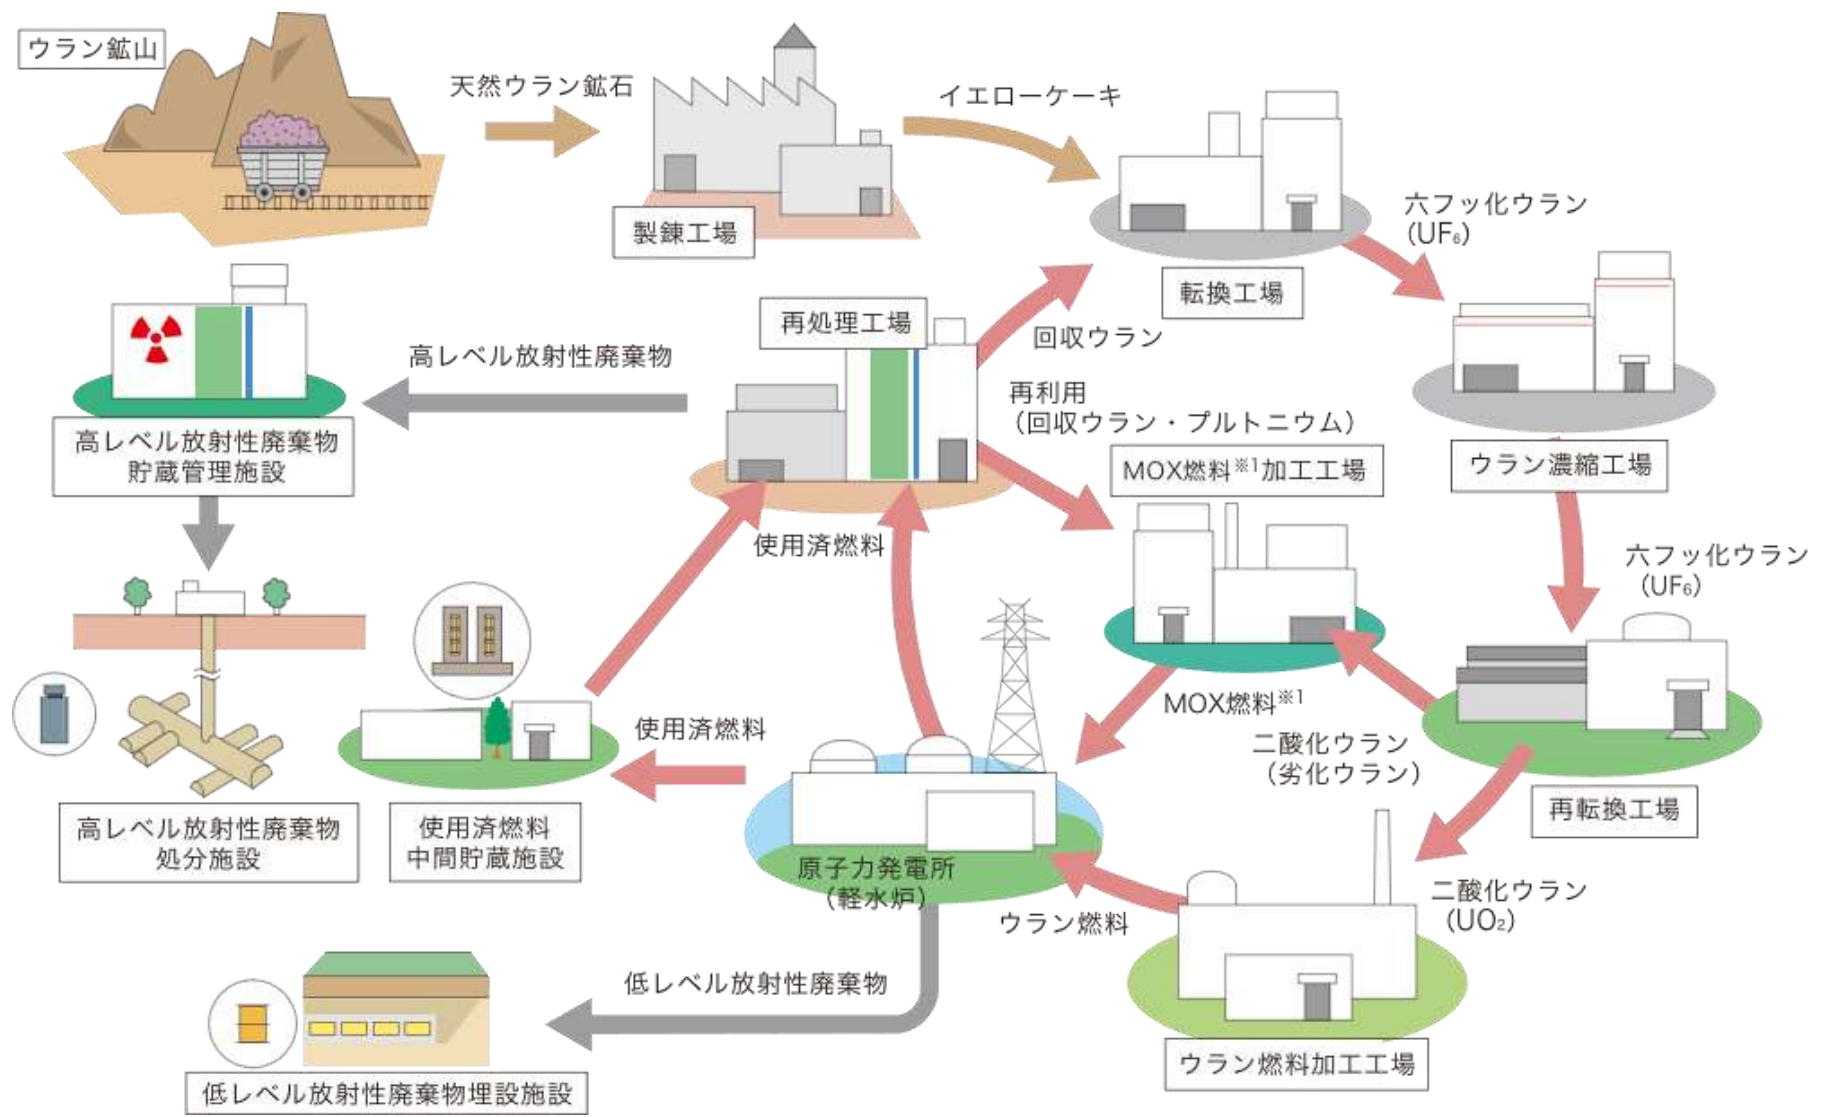 ウラン鉱山
天然ウラン鉱石
イエローケーキ
製錬工場
転換工場
六フッ化ウラン
(UF₆)
再処理工場
回収ウラン
高レベル放射性廃棄物
再利用
(回収ウラン・プルトニウム)
高レベル放射性廃棄物
貯蔵管理施設
MOX燃料※1加工工場
ウラン濃縮工場
使用済燃料
六フッ化ウラン
(UF₆)
使用済燃料
MOX燃料※1
二酸化ウラン
(劣化ウラン)
再転換工場
高レベル放射性廃棄物
処分施設
使用済燃料
中間貯蔵施設
原子力発電所
(軽水炉)
二酸化ウラン
(UO₂)
ウラン燃料
低レベル放射性廃棄物
ウラン燃料加工工場
低レベル放射性廃棄物埋設施設